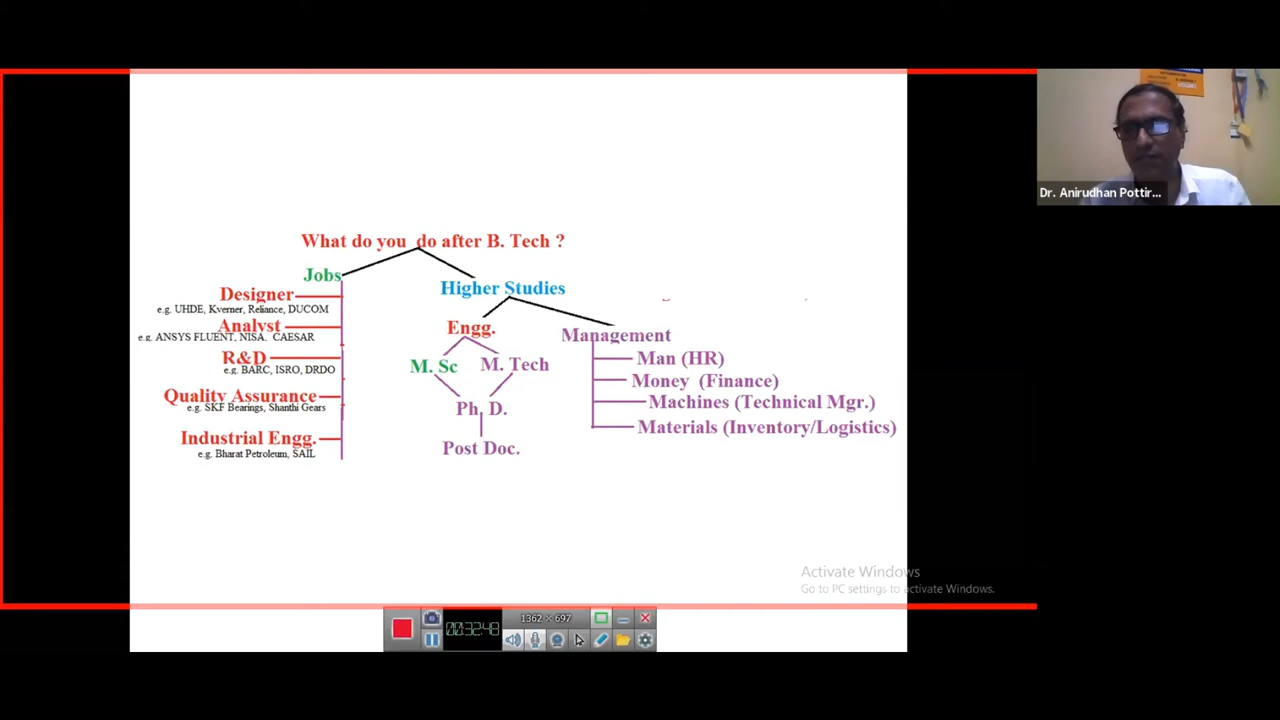 What do you do after B. Tech ?
Jobs
Designer
e.g. UHDE, Kverner, Reliance, DUCOM
Analyst
e.g. ANSYS FLUENT, NISA, CAESAR
R&D
e.g. BARC, ISRO, DRDO
Quality Assurance
e.g. SKF Bearings, Shanthi Gears
Industrial Engg.
e.g. Bharat Petroleum, SAIL
Higher Studies
Engg.
M. Sc
M. Tech
Ph. D.
Post Doc.
Management
Man (HR)
Money (Finance)
Machines (Technical Mgr.)
Materials (Inventory/Logistics)
Dr. Anirudhan Pottir...
Activate Windows
Go to PC settings to activate Windows.
1362 × 697
00:32:48